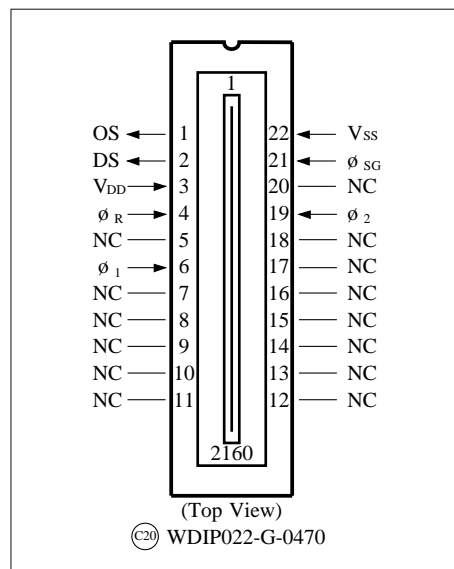 1
OS 1 22 VSS
DS 2 21 ø SG
VDD 3 20 NC
ø R 4 19 ø 2
NC 5 18 NC
ø 1 6 17 NC
NC 7 16 NC
NC 8 15 NC
NC 9 14 NC
NC 10 13 NC
NC 11 12 NC
2160
(Top View)
C20 WDIP022-G-0470